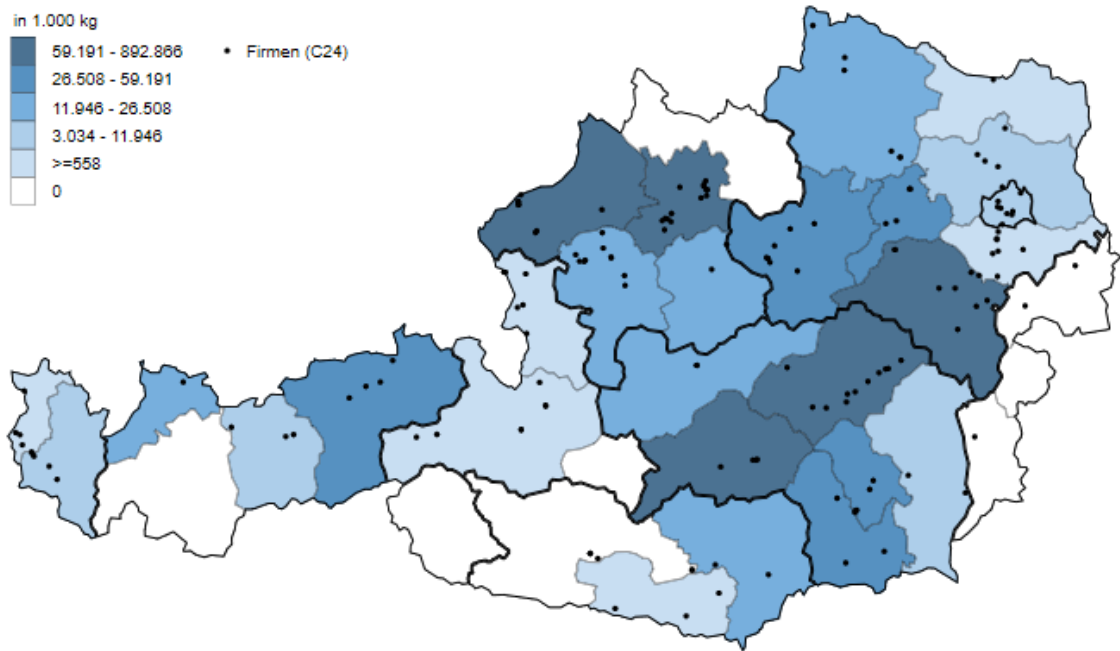 in 1.000 kg
59.191 - 892.866
Firmen (C24)
26.508 - 59.191
11.946 - 26.508
3.034 - 11.946
>=558
0